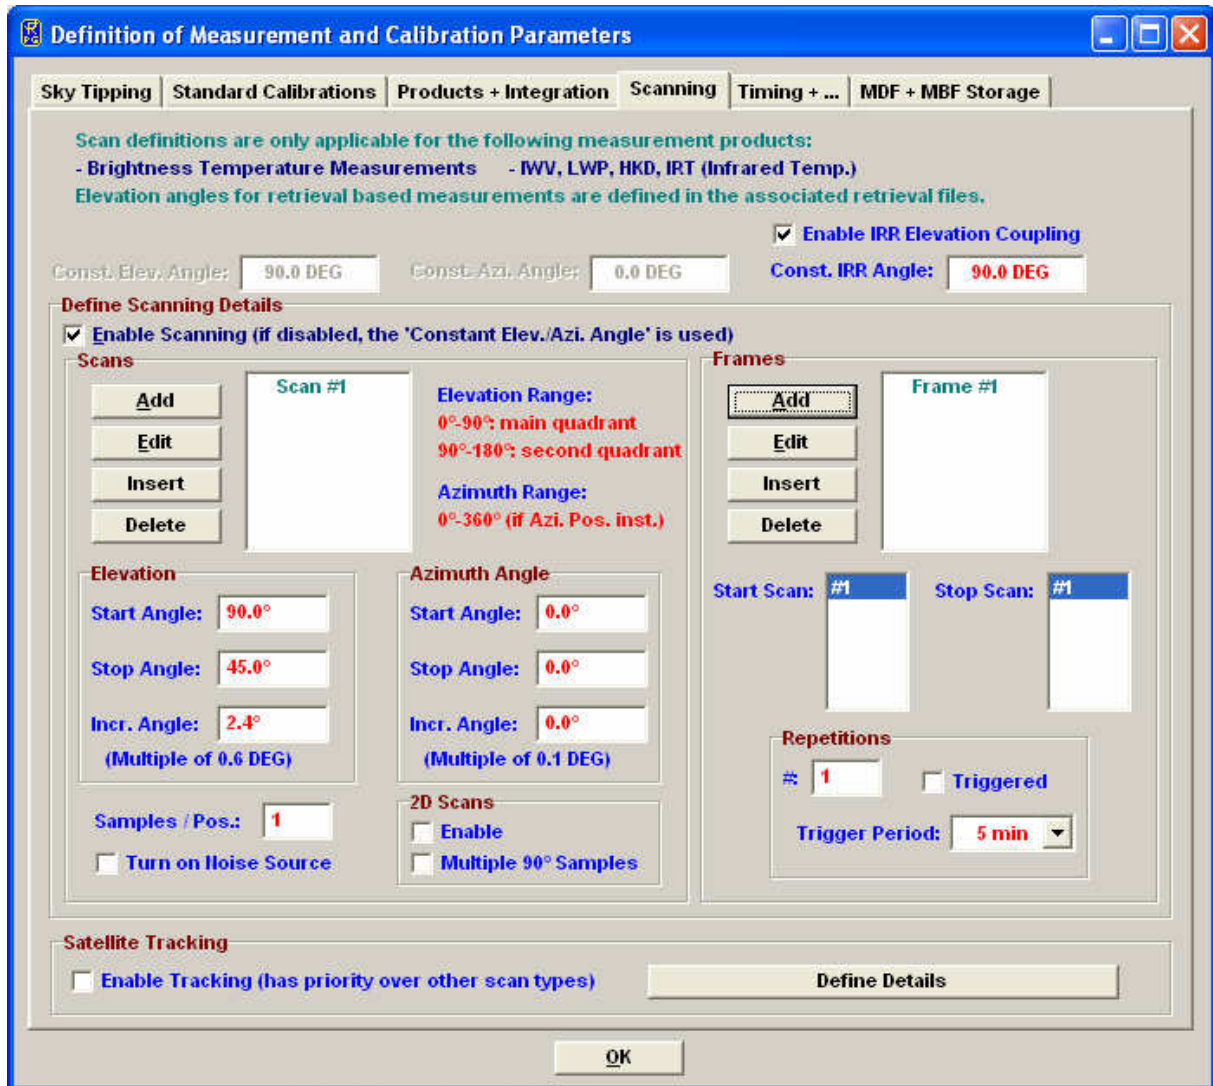 Definition of Measurement and Calibration Parameters
Sky Tipping Standard Calibrations Products + Integration Scanning Timing + ... MDF + MBF Storage
Scan definitions are only applicable for the following measurement products:
- Brightness Temperature Measurements - IWV, LWP, HKD, IRT (Infrared Temp.)
Elevation angles for retrieval based measurements are defined in the associated retrieval files.
Enable IRR Elevation Coupling
Const. Elev. Angle: 90.0 DEG Const. Azi. Angle: 0.0 DEG Const. IRR Angle: 90.0 DEG
Define Scanning Details
Enable Scanning (if disabled, the 'Constant Elev./Azi. Angle' is used)
Scans
Add
Edit
Insert
Delete
Scan #1
Elevation Range:
0°-90°: main quadrant
90°-180°: second quadrant
Azimuth Range:
0°-360° (if Azi. Pos. inst.)
Elevation
Start Angle: 90.0°
Stop Angle: 45.0°
Incr. Angle: 2.4°
(Multiple of 0.6 DEG)
Azimuth Angle
Start Angle: 0.0°
Stop Angle: 0.0°
Incr. Angle: 0.0°
(Multiple of 0.1 DEG)
Samples / Pos.: 1
Turn on Noise Source
2D Scans
Enable
Multiple 90° Samples
Frames
Add
Edit
Insert
Delete
Frame #1
Start Scan: #1 Stop Scan: #1
Repetitions
#: 1 Triggered
Trigger Period: 5 min
Satellite Tracking
Enable Tracking (has priority over other scan types) Define Details
OK